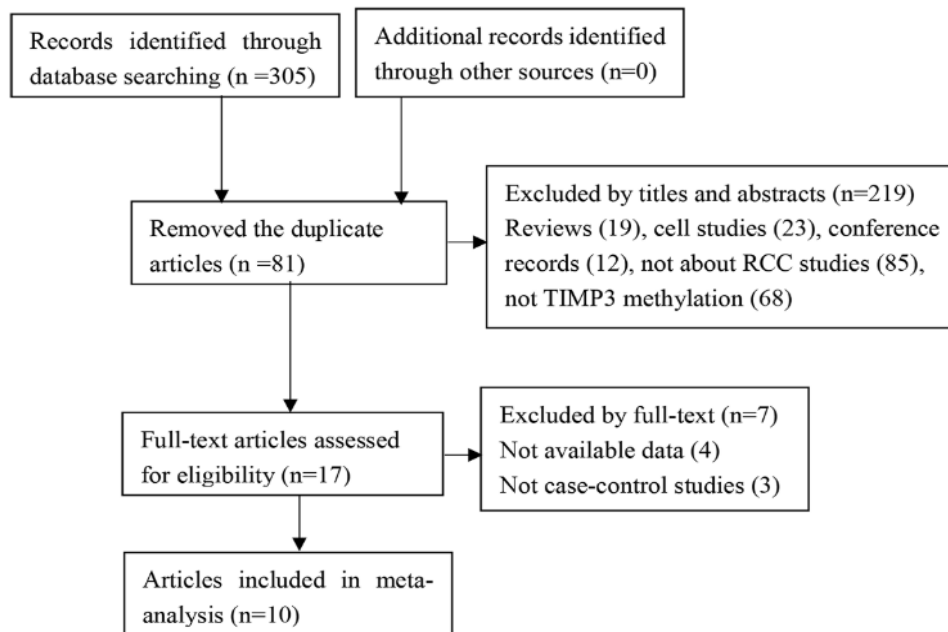 Records identified through
database searching (n =305)
Additional records identified
through other sources (n=0)
Removed the duplicate
articles (n =81)
Excluded by titles and abstracts (n=219)
Reviews (19), cell studies (23), conference
records (12), not about RCC studies (85),
not TIMP3 methylation (68)
Full-text articles assessed
for eligibility (n=17)
Excluded by full-text (n=7)
Not available data (4)
Not case-control studies (3)
Articles included in meta-
analysis (n=10)